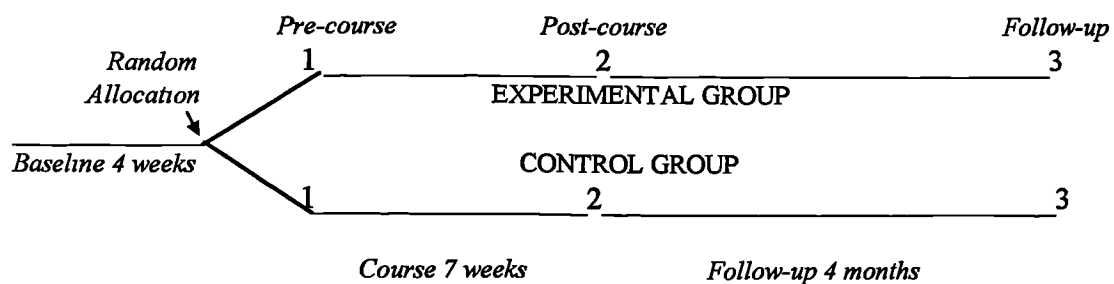 Pre-course Post-course Follow-up
Random 1 2 3
Allocation EXPERIMENTAL GROUP
Baseline 4 weeks CONTROL GROUP
1 2 3
Course 7 weeks Follow-up 4 months